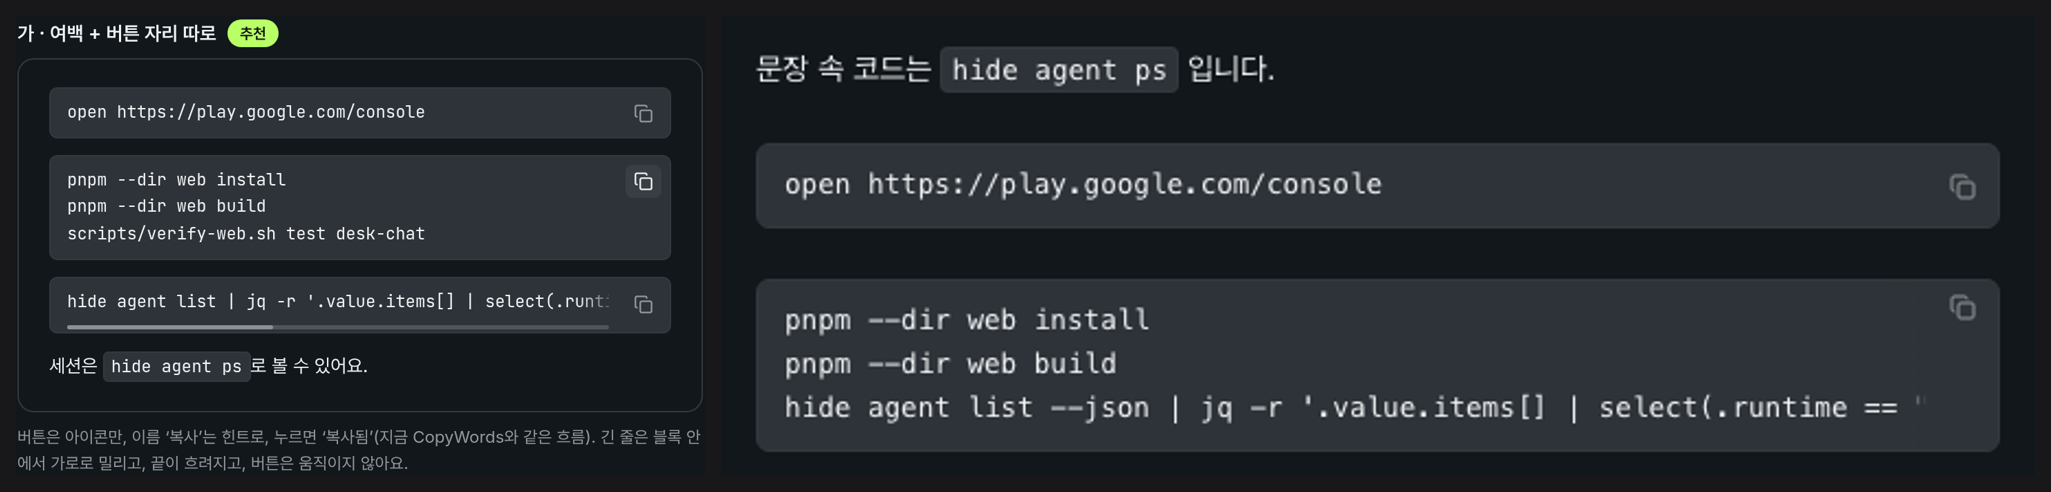 가 · 여백 + 버튼 자리 따로 추천
open https://play.google.com/console
pnpm --dir web install
pnpm --dir web build
scripts/verify-web.sh test desk-chat
hide agent list | jq -r '.value.items[] | select(.runt
세션은 hide agent ps로 볼 수 있어요.
버튼은 아이콘만, 이름 ‘복사’는 힌트로, 누르면 ‘복사됨’(지금 CopyWords와 같은 흐름). 긴 줄은 블록 안
에서 가로로 밀리고, 끝이 흐려지고, 버튼은 움직이지 않아요.
문장 속 코드는 hide agent ps 입니다.
open https://play.google.com/console
pnpm --dir web install
pnpm --dir web build
hide agent list --json | jq -r '.value.items[] | select(.runtime == "